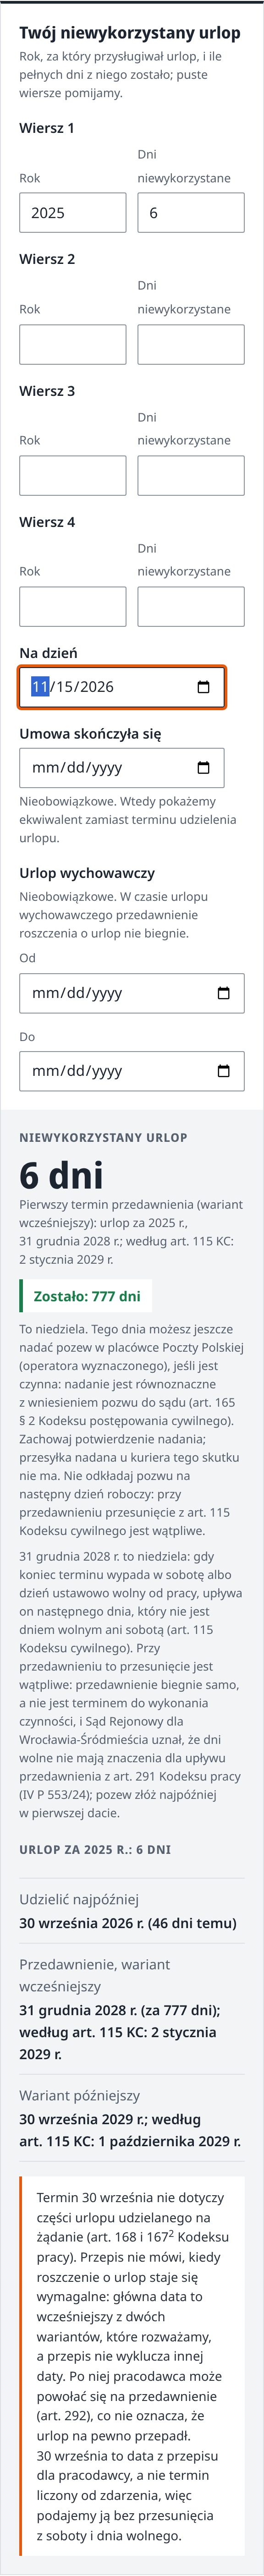 Twój niewykorzystany urlop
Rok, za który przysługiwał urlop, i ile
pełnych dni z niego zostało; puste
wiersze pomijamy.
Wiersz 1
Rok
Dni
niewykorzystane
2025
6
Wiersz 2
Rok
Dni
niewykorzystane
Wiersz 3
Rok
Dni
niewykorzystane
Wiersz 4
Rok
Dni
niewykorzystane
Na dzień
11/15/2026
Umowa skończyła się
mm/dd/yyyy
Nieobowiązkowe. Wtedy pokażemy
ekwiwalent zamiast terminu udzielenia
urlopu.
Urlop wychowawczy
Nieobowiązkowe. W czasie urlopu
wychowawczego przedawnienie
roszczenia o urlop nie biegnie.
Od
mm/dd/yyyy
Do
mm/dd/yyyy
NIEWYKORZYSTANY URLOP
6 dni
Pierwszy termin przedawnienia (wariant
wcześniejszy): urlop za 2025 r.,
31 grudnia 2028 r.; według art. 115 KC:
2 stycznia 2029 r.
Zostało: 777 dni
To niedziela. Tego dnia możesz jeszcze
nadać pozew w placówce Poczty Polskiej
(operatora wyznaczonego), jeśli jest
czynna: nadanie jest równoznaczne
z wniesieniem pozwu do sądu (art. 165
§ 2 Kodeksu postępowania cywilnego).
Zachowaj potwierdzenie nadania;
przesyłka nadana u kuriera tego skutku
nie ma. Nie odkładaj pozwu na
następny dzień roboczy: przy
przedawnieniu przesunięcie z art. 115
Kodeksu cywilnego jest wątpliwe.
31 grudnia 2028 r. to niedziela: gdy
koniec terminu wypada w sobotę albo
dzień ustawowo wolny od pracy, upływa
on następnego dnia, który nie jest
dniem wolnym ani sobotą (art. 115
Kodeksu cywilnego). Przy
przedawnieniu to przesunięcie jest
wątpliwe: przedawnienie biegnie samo,
a nie jest terminem do wykonania
czynności, i Sąd Rejonowy dla
Wrocławia-Śródmieścia uznał, że dni
wolne nie mają znaczenia dla upływu
przedawnienia z art. 291 Kodeksu pracy
(IV P 553/24); pozew złóż najpóźniej
w pierwszej dacie.
URLOP ZA 2025 R.: 6 DNI
Udzielić najpóźniej
30 września 2026 r. (46 dni temu)
Przedawnienie, wariant
wcześniejszy
31 grudnia 2028 r. (za 777 dni);
według art. 115 KC: 2 stycznia
2029 r.
Wariant późniejszy
30 września 2029 r.; według
art. 115 KC: 1 października 2029 r.
Termin 30 września nie dotyczy
części urlopu udzielanego na
żądanie (art. 168 i 167² Kodeksu
pracy). Przepis nie mówi, kiedy
roszczenie o urlop staje się
wymagalne: główna data to
wcześniejszy z dwóch
wariantów, które rozważamy,
a przepis nie wyklucza innej
daty. Po niej pracodawca może
powołać się na przedawnienie
(art. 292), co nie oznacza, że
urlop na pewno przepadł.
30 września to data z przepisu
dla pracodawcy, a nie termin
liczony od zdarzenia, więc
podajemy ją bez przesunięcia
z soboty i dnia wolnego.